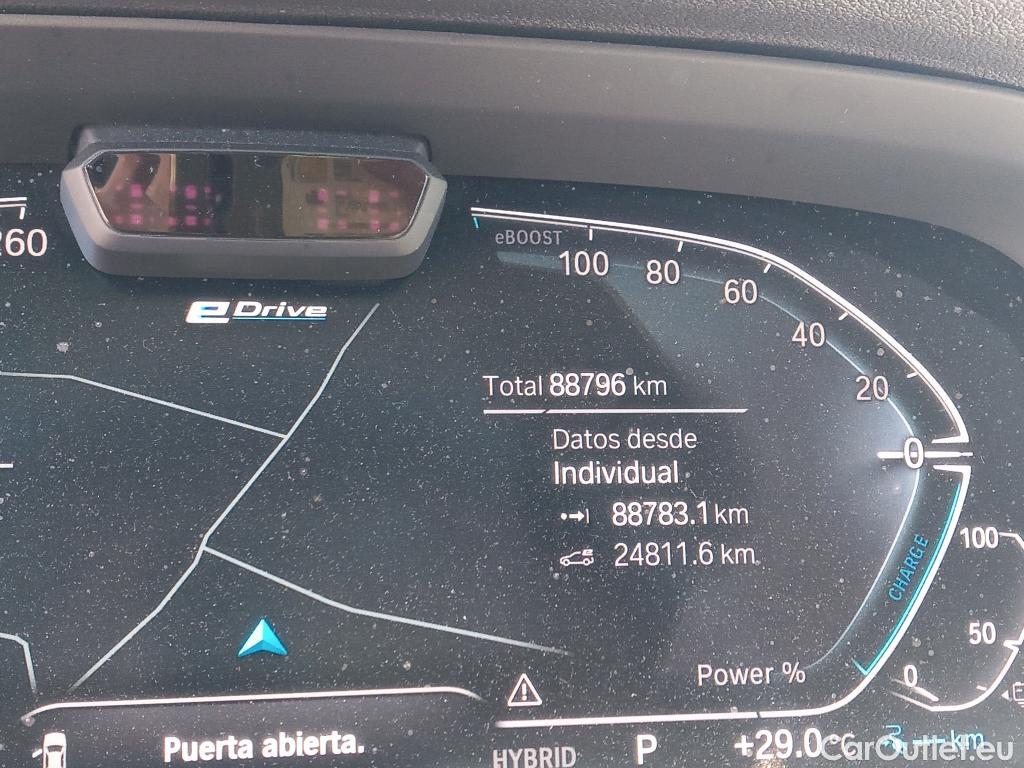 260
eBOOST
100
80
60
40
20
0
eDrive
Total 88796 km
Datos desde
Individual
88783.1 km
24811.6 km
CHARGE
100
50
0
Power %
Puerta abierta.
HYBRID P +29.0°C
km
CarOutlet.eu